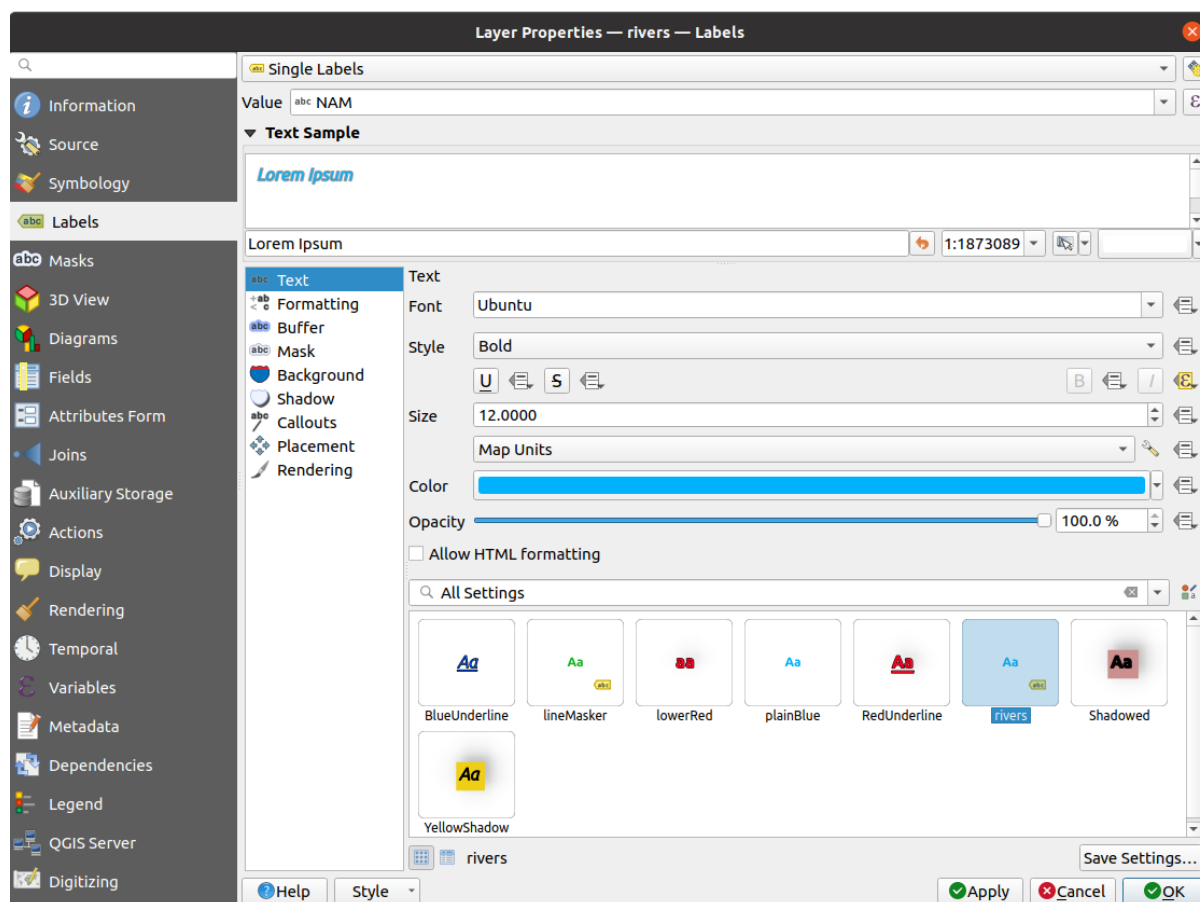 Layer Properties — rivers — Labels
Information
Source
Symbology
Labels
Masks
3D View
Diagrams
Fields
Attributes Form
Joins
Auxiliary Storage
Actions
Display
Rendering
Temporal
Variables
Metadata
Dependencies
Legend
QGIS Server
Digitizing
abc Single Labels
Value abc NAM ε
Text Sample
Lorem Ipsum
Lorem Ipsum 1:1873089
Text
Formatting
Buffer
Mask
Background
Shadow
Callouts
Placement
Rendering
Text
Font Ubuntu
Style Bold
U S B I ε
Size 12.0000
Map Units
Color
Opacity 100.0 %
Allow HTML formatting
All Settings
Aa Aa aa Aa Aa Aa Aa
abc abc
BlueUnderline lineMasker lowerRed plainBlue RedUnderline rivers Shadowed
Aa
YellowShadow
rivers Save Settings...
Help Style Apply Cancel OK